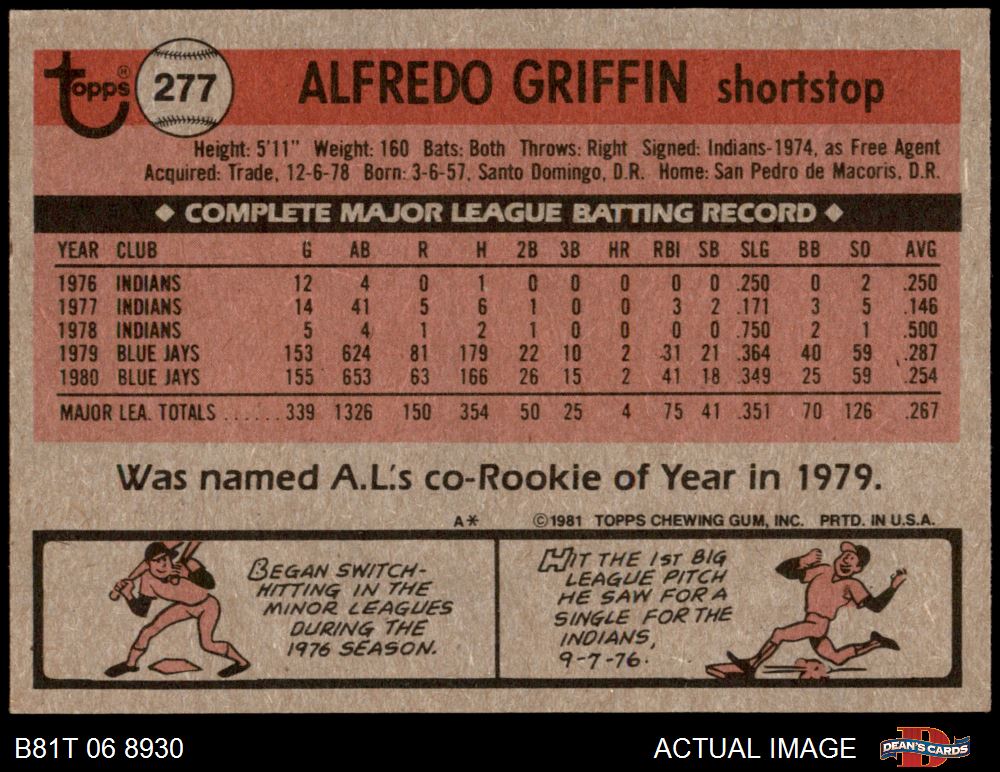 topps®
277
ALFREDO GRIFFIN shortstop
Height: 5'11" Weight: 160 Bats: Both Throws: Right Signed: Indians-1974, as Free Agent
Acquired: Trade, 12-6-78 Born: 3-6-57, Santo Domingo, D.R. Home: San Pedro de Macoris, D.R.
◆ COMPLETE MAJOR LEAGUE BATTING RECORD ◆
YEAR CLUB G AB R H 2B 3B HR RBI SB SLG BB SO AVG
1976 INDIANS 12 4 0 1 0 0 0 0 0 .250 0 2 .250
1977 INDIANS 14 41 5 6 1 0 0 3 2 .171 3 5 .146
1978 INDIANS 5 4 1 2 1 0 0 0 0 .750 2 1 .500
1979 BLUE JAYS 153 624 81 179 22 10 2 31 21 .364 40 59 .287
1980 BLUE JAYS 155 653 63 166 26 15 2 41 18 .349 25 59 .254
MAJOR LEA. TOTALS ...... 339 1326 150 354 50 25 4 75 41 .351 70 126 .267
Was named A.L.'s co-Rookie of Year in 1979.
A* ©1981 TOPPS CHEWING GUM, INC. PRTD. IN U.S.A.
BEGAN SWITCH-
HITTING IN THE
MINOR LEAGUES
DURING THE
1976 SEASON.
HIT THE 1ST BIG
LEAGUE PITCH
HE SAW FOR A
SINGLE FOR THE
INDIANS,
9-7-76.
B81T 06 8930
ACTUAL IMAGE
D
DEAN'S CARDS